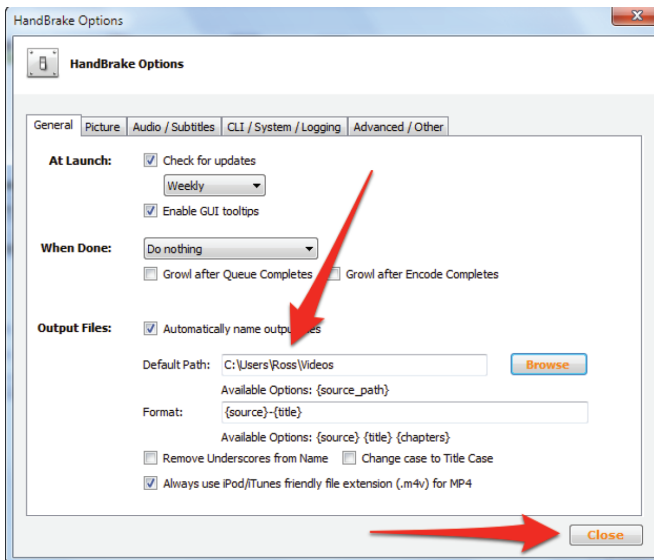 HandBrake Options
HandBrake Options
General Picture Audio / Subtitles CLI / System / Logging Advanced / Other
At Launch: Check for updates
Weekly
Enable GUI tooltips
When Done: Do nothing
Growl after Queue Completes Growl after Encode Completes
Output Files: Automatically name output
Default Path: C:\Users\Ross\Videos Browse
Available Options: {source_path}
Format: {source}-{title}
Available Options: {source} {title} {chapters}
Remove Underscores from Name Change case to Title Case
Always use iPod/iTunes friendly file extension (.m4v) for MP4
Close